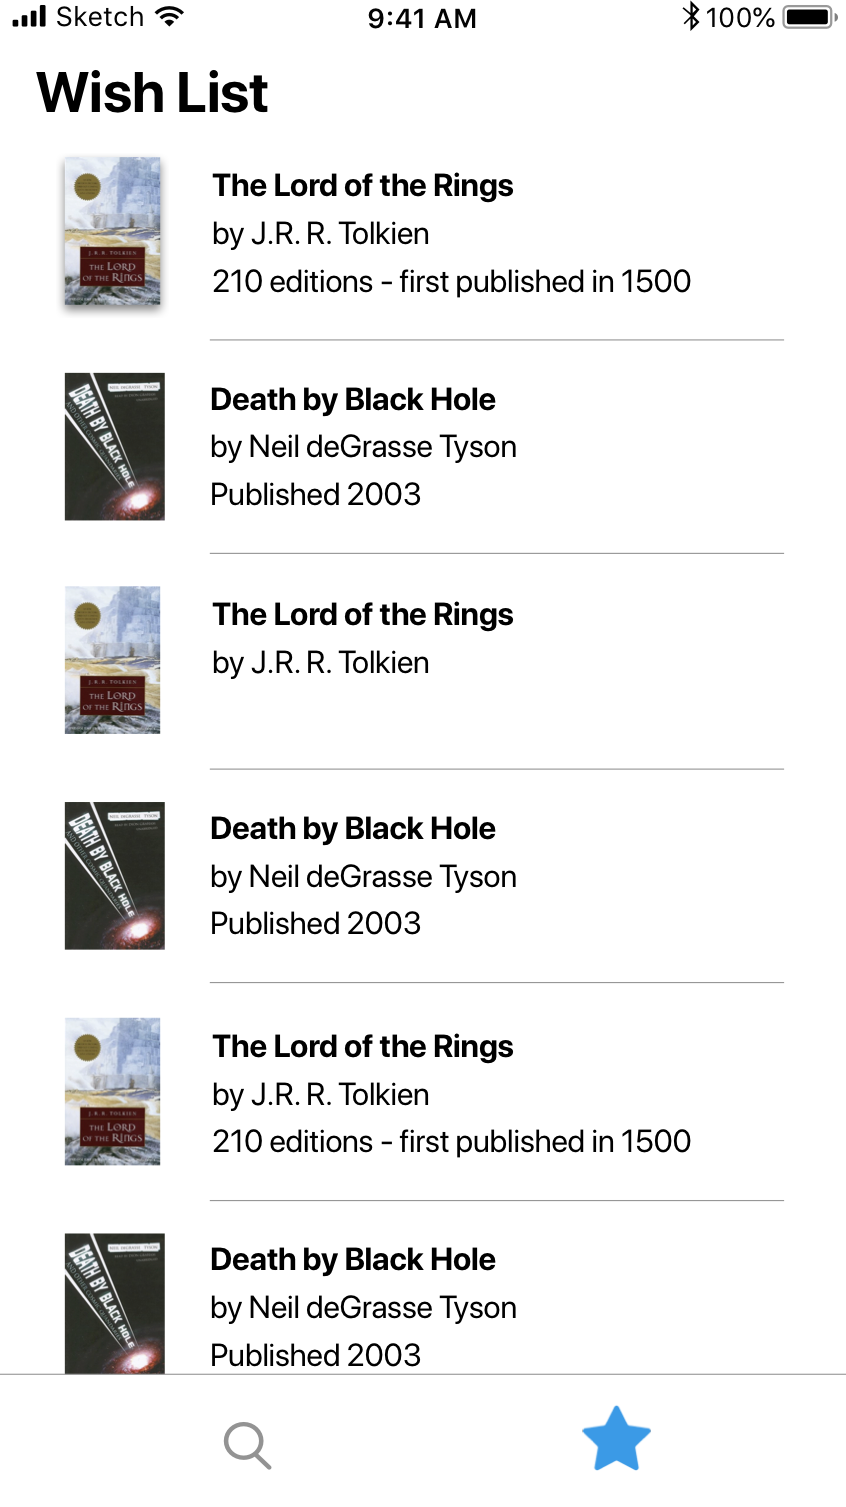 Sketch 9:41 AM 100%
Wish List
J.R.R. TOLKIEN
THE LORD
OF THE RINGS
The Lord of the Rings
by J.R. R. Tolkien
210 editions - first published in 1500
NEIL DEGRASSE TYSON
DEATH BY BLACK HOLE
Death by Black Hole
by Neil deGrasse Tyson
Published 2003
J.R.R. TOLKIEN
THE LORD
OF THE RINGS
The Lord of the Rings
by J.R. R. Tolkien
NEIL DEGRASSE TYSON
DEATH BY BLACK HOLE
Death by Black Hole
by Neil deGrasse Tyson
Published 2003
J.R.R. TOLKIEN
THE LORD
OF THE RINGS
The Lord of the Rings
by J.R. R. Tolkien
210 editions - first published in 1500
NEIL DEGRASSE TYSON
DEATH BY BLACK HOLE
Death by Black Hole
by Neil deGrasse Tyson
Published 2003